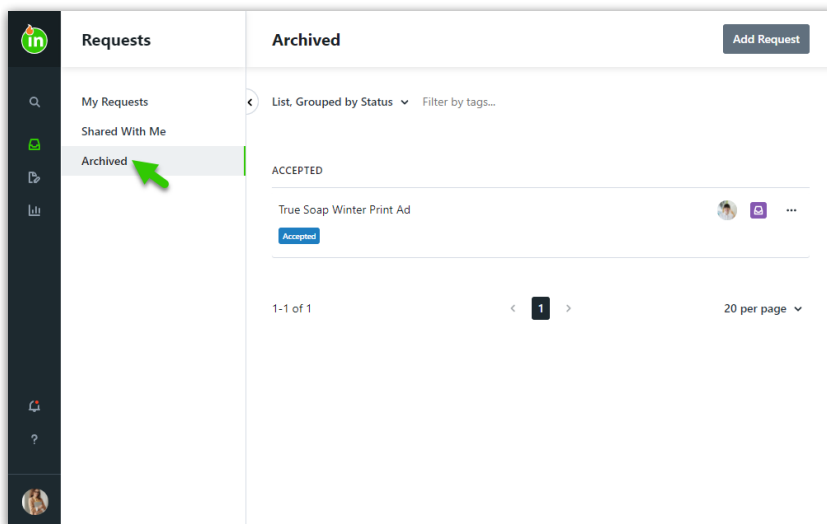 in
Requests
Archived
Add Request
My Requests
List, Grouped by Status
Filter by tags...
Shared With Me
Archived
ACCEPTED
True Soap Winter Print Ad
Accepted
1-1 of 1
1
20 per page
?